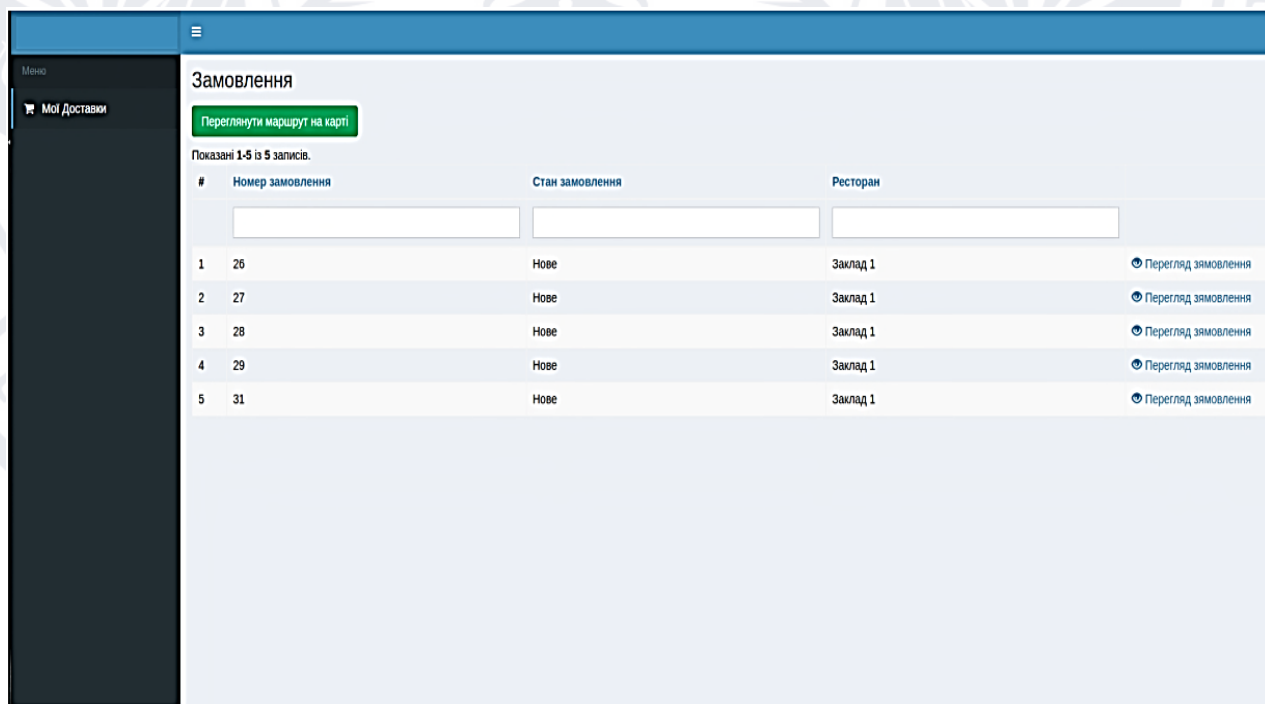 Меню
Мої Доставки
Замовлення
Переглянути маршрут на карті
Показані 1-5 із 5 записів.
# Номер замовлення Стан замовлення Ресторан
1 26 Нове Заклад 1 Перегляд зямовлення
2 27 Нове Заклад 1 Перегляд зямовлення
3 28 Нове Заклад 1 Перегляд зямовлення
4 29 Нове Заклад 1 Перегляд зямовлення
5 31 Нове Заклад 1 Перегляд зямовлення